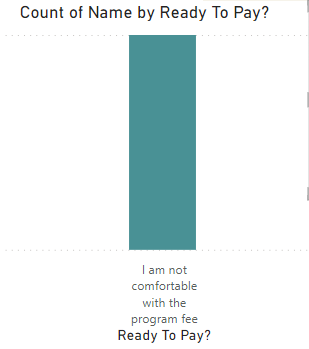 Count of Name by Ready To Pay?
I am not
comfortable
with the
program fee
Ready To Pay?